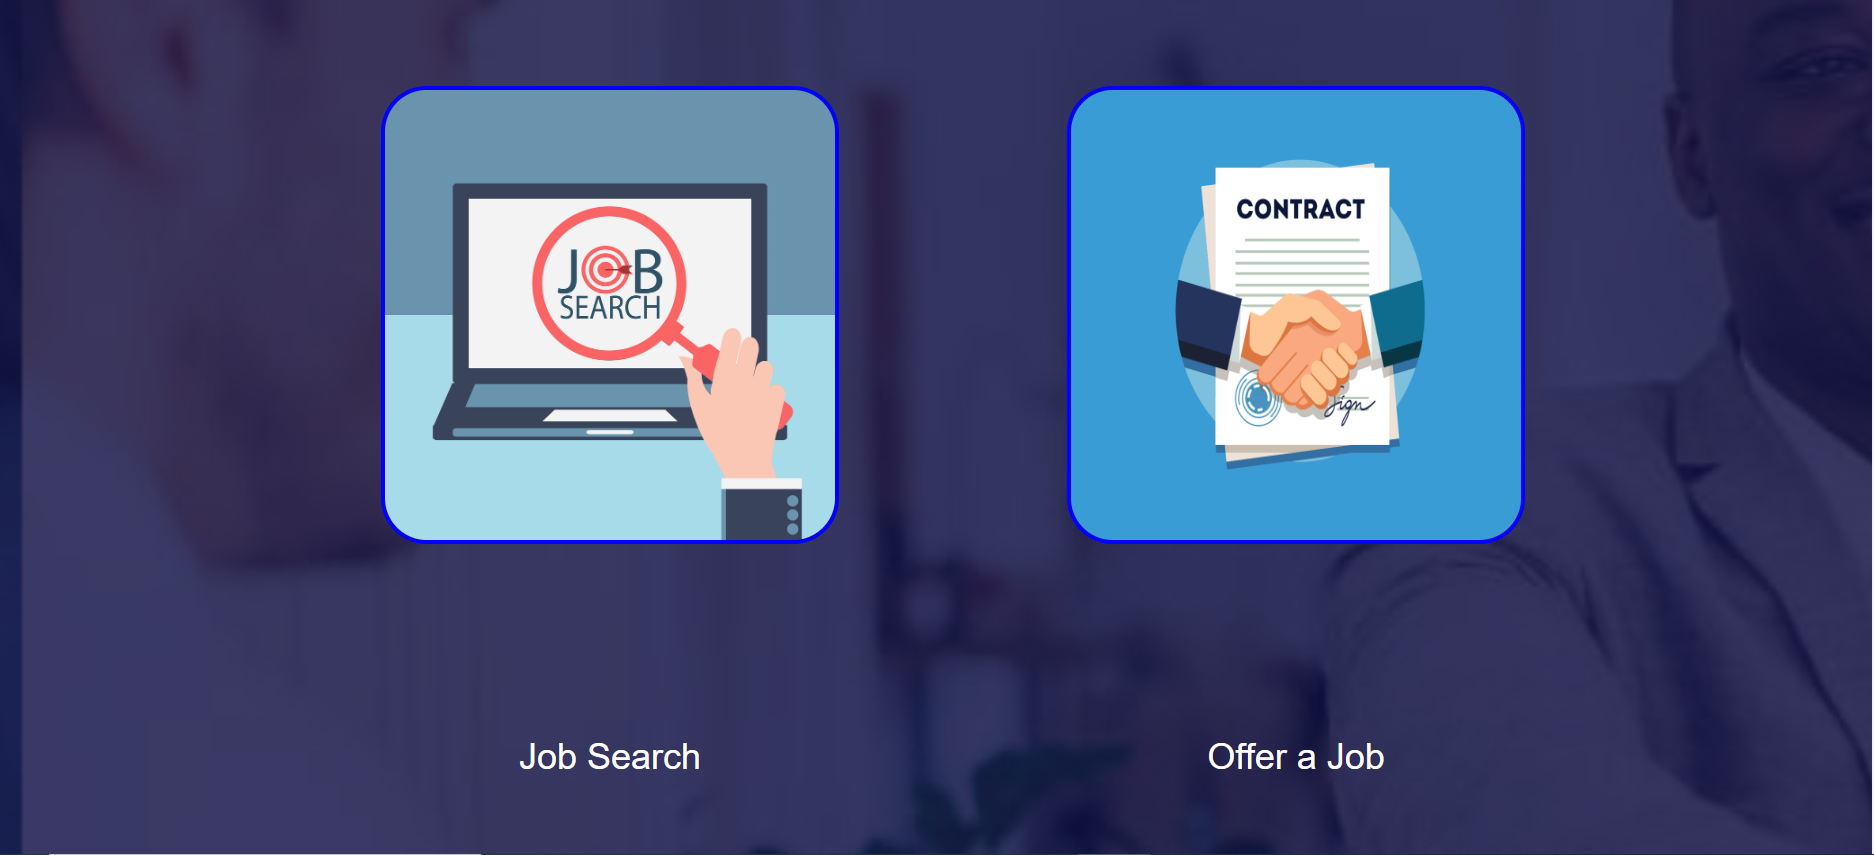 JOB
SEARCH
CONTRACT
Sign
Job Search
Offer a Job